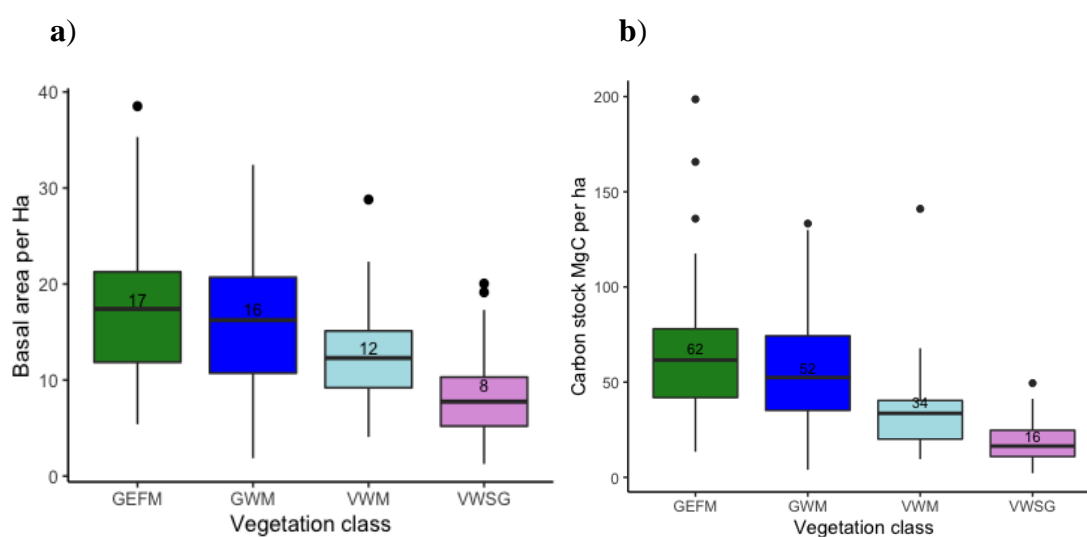 a)
40
30
20
10
0
Basal area per Ha
17
16
12
8
GEFM GWM VWM VWSG
Vegetation class
b)
200
150
100
50
0
Carbon stock MgC per ha
62
52
34
16
GEFM GWM VWM VWSG
Vegetation class